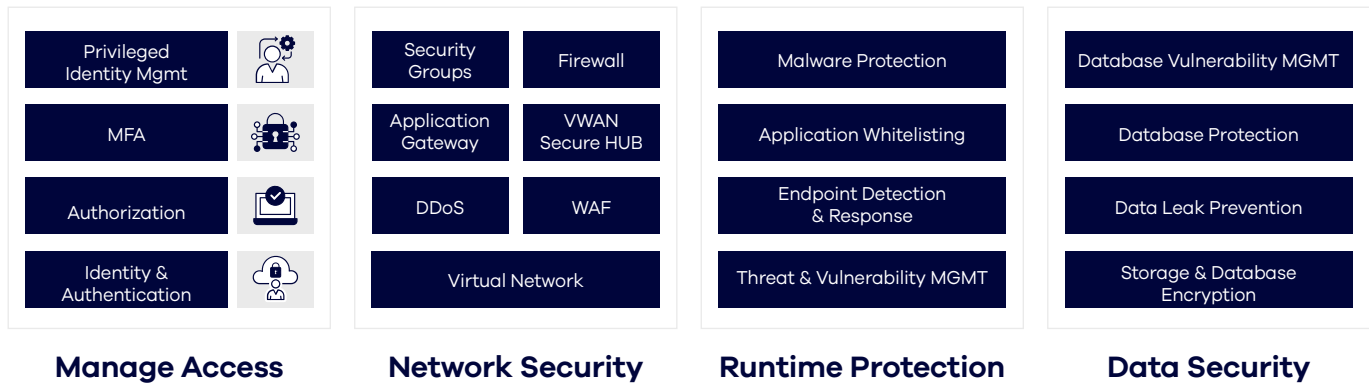 Privileged
Identity Mgmt
MFA
Authorization
Identity &
Authentication
Manage Access
Security
Groups
Firewall
Application
Gateway
VWAN
Secure HUB
DDoS
WAF
Virtual Network
Network Security
Malware Protection
Application Whitelisting
Endpoint Detection
& Response
Threat & Vulnerability MGMT
Runtime Protection
Database Vulnerability MGMT
Database Protection
Data Leak Prevention
Storage & Database
Encryption
Data Security